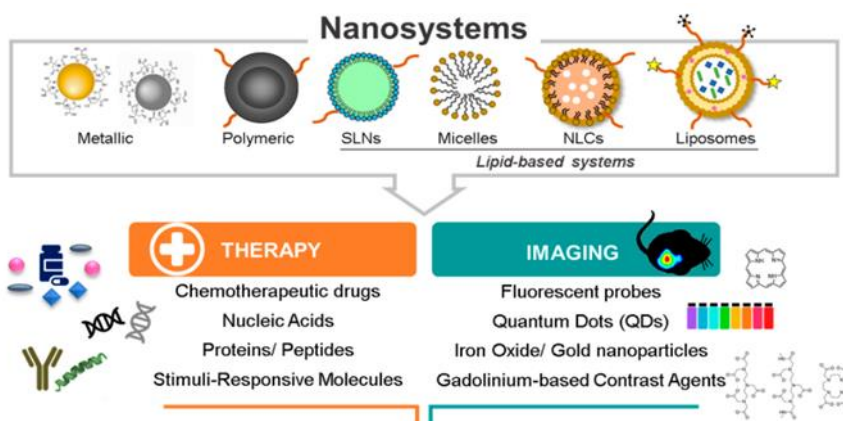 Nanosystems
Metallic
Polymeric
SLNs
Micelles
NLCs
Liposomes
Lipid-based systems
THERAPY
Chemotherapeutic drugs
Nucleic Acids
Proteins/ Peptides
Stimuli-Responsive Molecules
IMAGING
Fluorescent probes
Quantum Dots (QDs)
Iron Oxide/ Gold nanoparticles
Gadolinium-based Contrast Agents